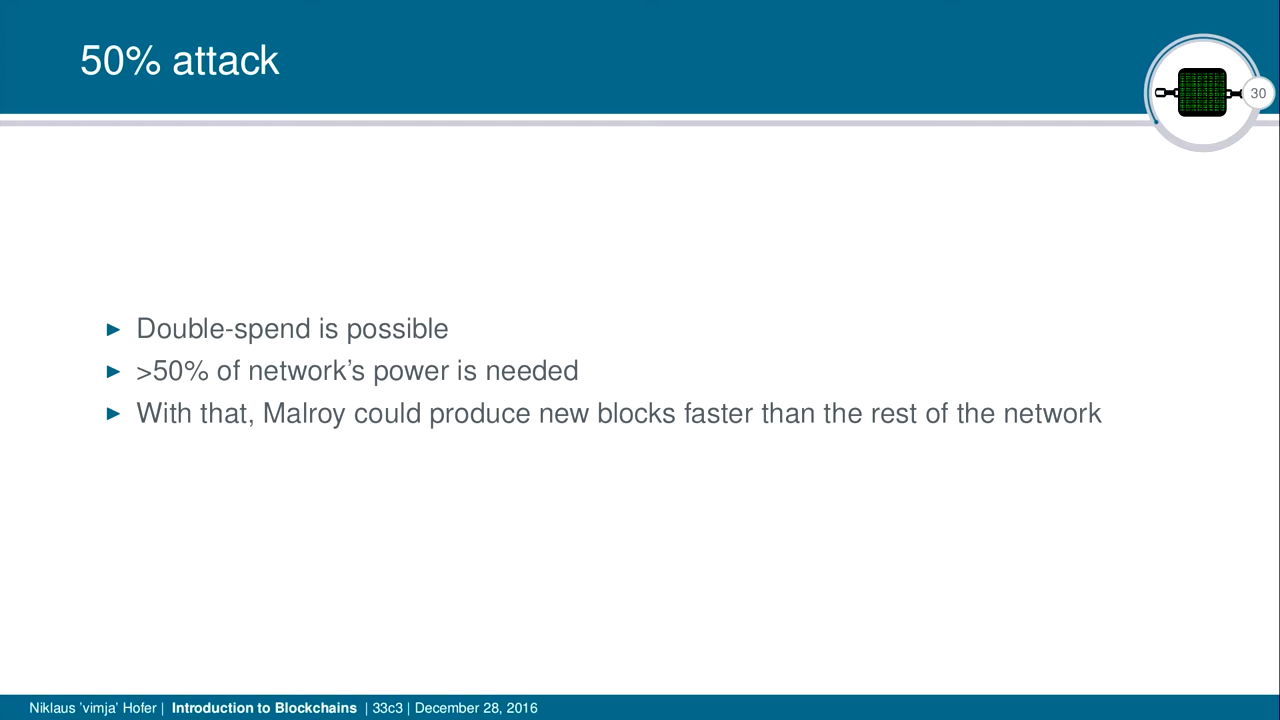 50% attack
30
Double-spend is possible
>50% of network's power is needed
With that, Malroy could produce new blocks faster than the rest of the network
Niklaus 'vimja' Hofer | Introduction to Blockchains | 33c3 | December 28, 2016